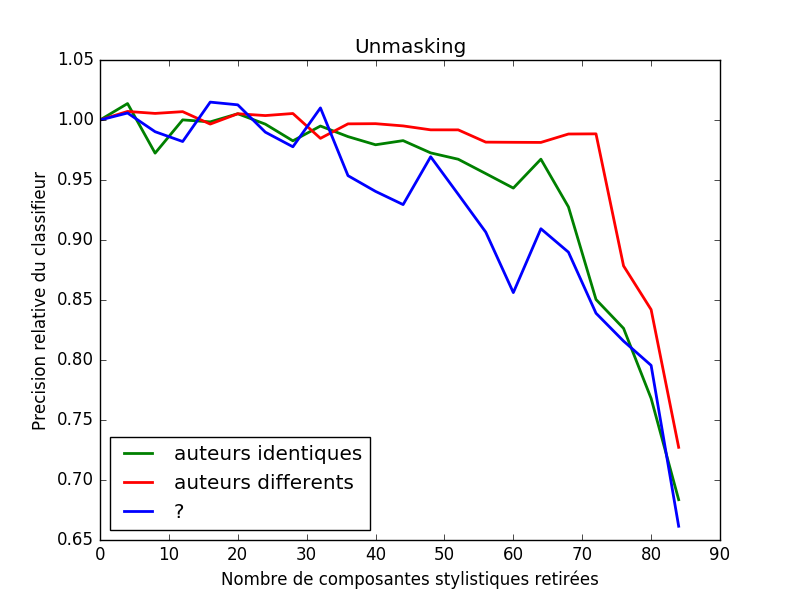 Unmasking
1.05
1.00
0.95
0.90
0.85
0.80
0.75
0.70
0.65
Precision relative du classifieur
auteurs identiques
auteurs differents
?
0 10 20 30 40 50 60 70 80 90
Nombre de composantes stylistiques retirées